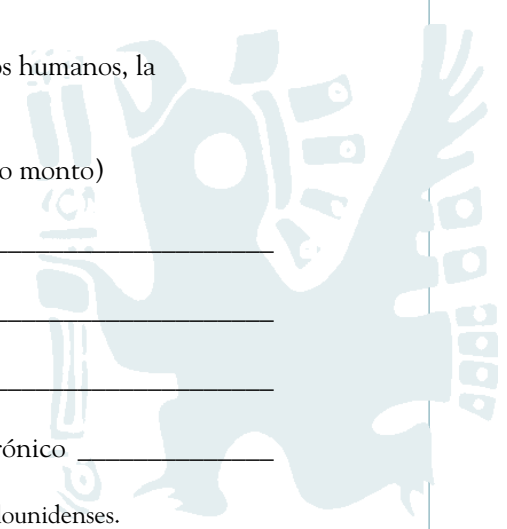 os humanos, la
o monto)
rónico
ounidenses.